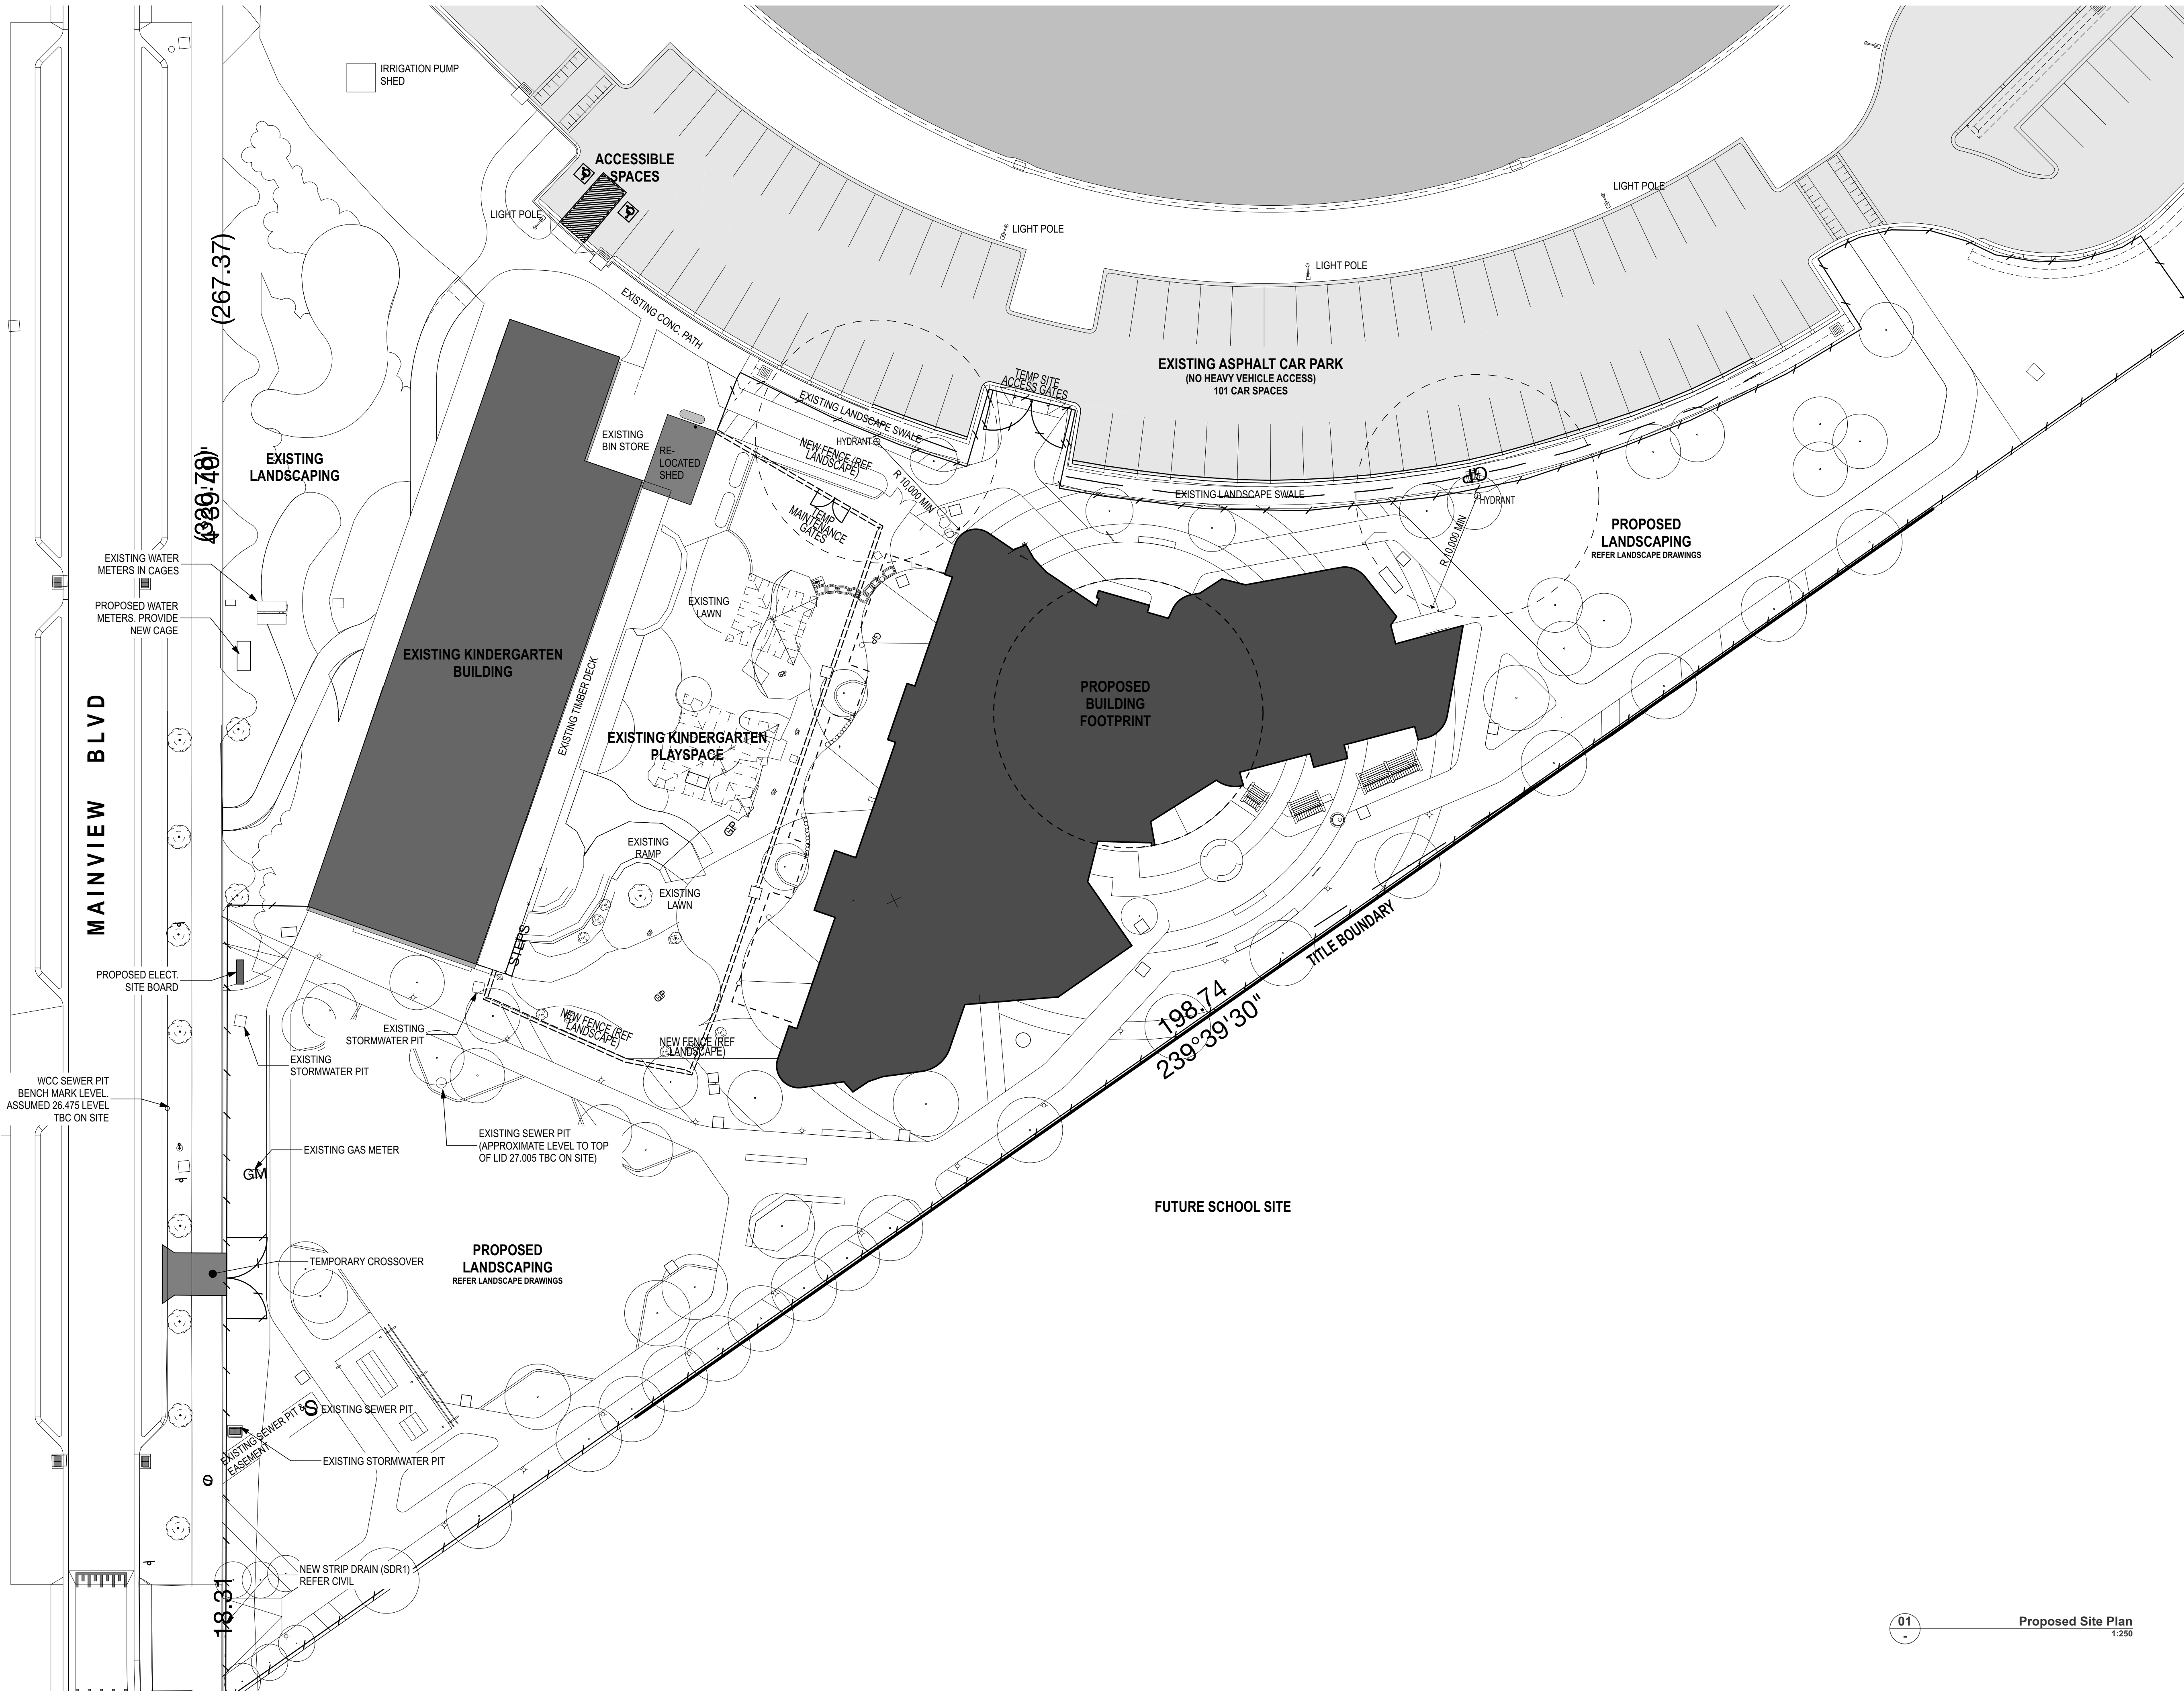 IRRIGATION PUMP
SHED
ACCESSIBLE
SPACES
LIGHT POLE
LIGHT POLE
LIGHT POLE
LIGHT POLE
(267.37)
EXISTING CONC. PATH
EXISTING ASPHALT CAR PARK
(NO HEAVY VEHICLE ACCESS)
101 CAR SPACES
TEMP SITE
ACCESS GATES
EXISTING LANDSCAPE SWALE
HYDRANT
NEW FENCE (REF
LANDSCAPE)
R 10,000 MIN
EXISTING
BIN STORE
RE-
LOCATED
SHED
EXISTING
LANDSCAPING
GP
HYDRANT
EXISTING LANDSCAPE SWALE
R 10,000 MIN
TEMP
MAINTENANCE
GATES
PROPOSED
LANDSCAPING
REFER LANDSCAPE DRAWINGS
EXISTING WATER
METERS IN CAGES
PROPOSED WATER
METERS. PROVIDE
NEW CAGE
EXISTING
LAWN
GP
GP
EXISTING KINDERGARTEN
BUILDING
EXISTING TIMBER DECK
PROPOSED
BUILDING
FOOTPRINT
EXISTING KINDERGARTEN
PLAYSPACE
MAINVIEW BLVD
GP
EXISTING
RAMP
EXISTING
LAWN
STEPS
TITLE BOUNDARY
PROPOSED ELECT.
SITE BOARD
GP
198.74
239°39'30"
EXISTING
STORMWATER PIT
NEW FENCE (REF
LANDSCAPE)
NEW FENCE (REF
LANDSCAPE)
EXISTING
STORMWATER PIT
WCC SEWER PIT
BENCH MARK LEVEL.
ASSUMED 26.475 LEVEL
TBC ON SITE
EXISTING SEWER PIT
(APPROXIMATE LEVEL TO TOP
OF LID 27.005 TBC ON SITE)
EXISTING GAS METER
GM
FUTURE SCHOOL SITE
PROPOSED
LANDSCAPING
REFER LANDSCAPE DRAWINGS
TEMPORARY CROSSOVER
EXISTING SEWER PIT &
EASEMENT
S
EXISTING SEWER PIT
EXISTING STORMWATER PIT
NEW STRIP DRAIN (SDR1)
REFER CIVIL
18.31
01
-
Proposed Site Plan
1:250